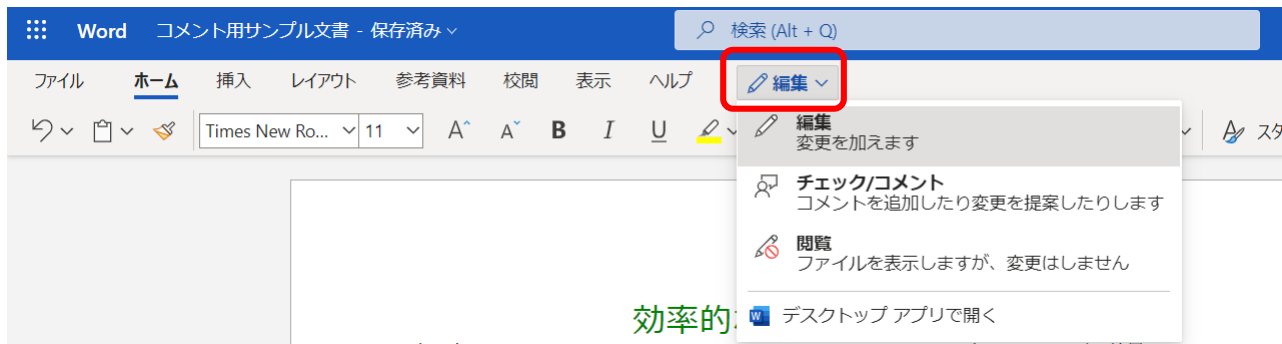 Word コメント用サンプル文書 - 保存済み 検索 (Alt + Q)
ファイル ホーム 挿入 レイアウト 参考資料 校閲 表示 ヘルプ 編集
Times New Ro... 11 A A B I U スタ
編集
変更を加えます
チェック/コメント
コメントを追加したり変更を提案したりします
閲覧
ファイルを表示しますが、変更はしません
効率的
デスクトップ アプリで開く